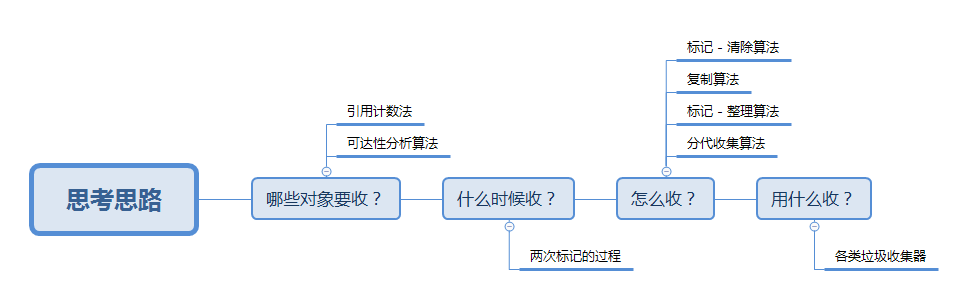 思考思路
哪些对象要收？
引用计数法
可达性分析算法
什么时候收？
两次标记的过程
怎么收？
标记 - 清除算法
复制算法
标记 - 整理算法
分代收集算法
用什么收？
各类垃圾收集器